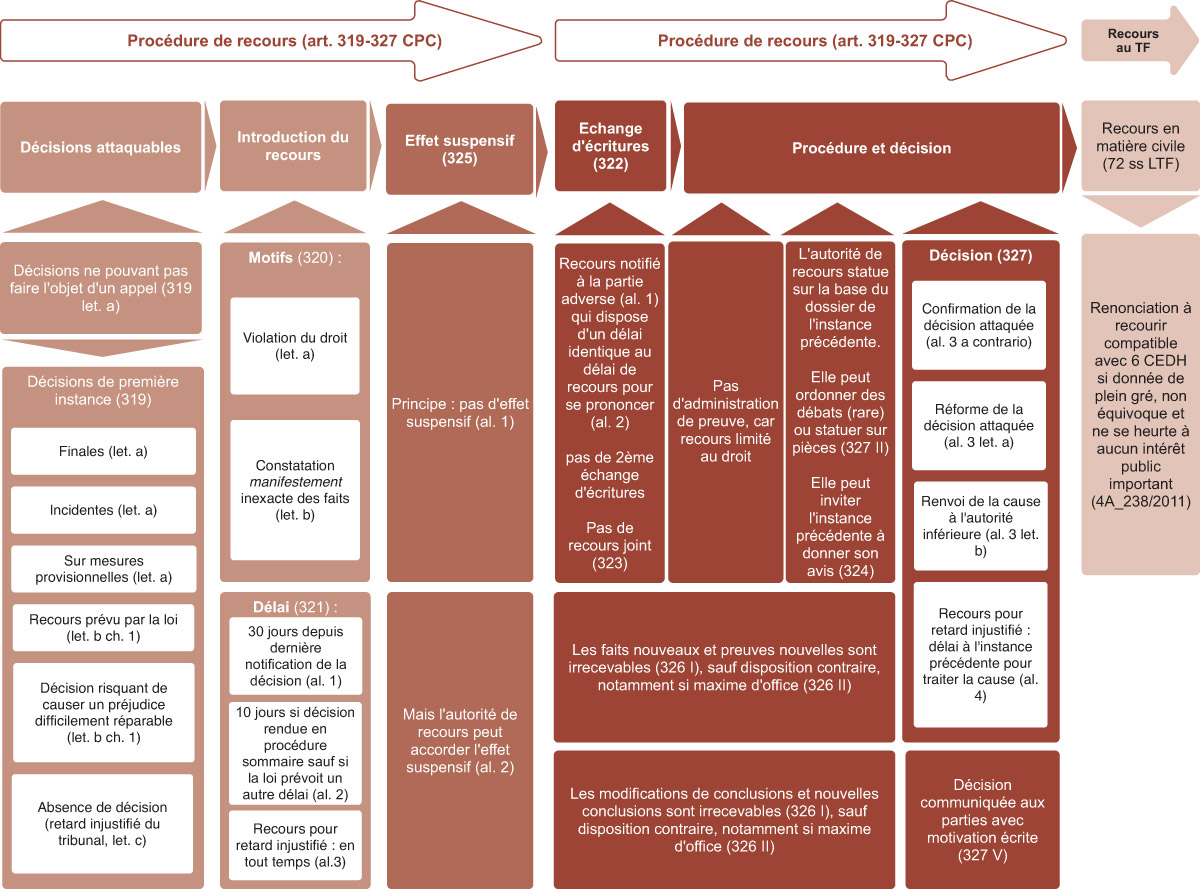 Procédure de recours (art. 319-327 CPC)
Procédure de recours (art. 319-327 CPC)
Recours
au TF
Décisions attaquables
Introduction du
recours
Effet suspensif
(325)
Echange
d'écritures
(322)
Procédure et décision
Recours en
matière civile
(72 ss LTF)
Décisions ne pouvant pas
faire l'objet d'un appel (319
let. a)
Décisions de première
instance (319)
Finales (let. a)
Incidentes (let. a)
Sur mesures
provisionnelles (let. a)
Recours prévu par la loi
(let. b ch. 1)
Décision risquant de
causer un préjudice
difficilement réparable
(let. b ch. 1)
Absence de décision
(retard injustifié du
tribunal, let. c)
Motifs (320) :
Violation du droit
(let. a)
Constatation
manifestement
inexacte des faits
(let. b)
Délai (321) :
30 jours depuis
dernière
notification de la
décision (al. 1)
10 jours si décision
rendue en
procédure
sommaire sauf si
la loi prévoit un
autre délai (al. 2)
Recours pour
retard injustifié : en
tout temps (al.3)
Principe : pas d'effet
suspensif (al. 1)
Mais l'autorité de
recours peut
accorder l'effet
suspensif (al. 2)
Recours notifié
à la partie
adverse (al. 1)
qui dispose
d'un délai
identique au
délai de
recours pour
se prononcer
(al. 2)
pas de 2ème
échange
d'écritures
Pas de
recours joint
(323)
Pas
d'administration
de preuve, car
recours limité
au droit
L'autorité de
recours statue
sur la base du
dossier de
l'instance
précédente.
Elle peut
ordonner des
débats (rare)
ou statuer sur
pièces (327 II)
Elle peut
inviter
l'instance
précédente à
donner son
avis (324)
Les faits nouveaux et preuves nouvelles sont
irrecevables (326 I), sauf disposition contraire,
notamment si maxime d'office (326 II)
Les modifications de conclusions et nouvelles
conclusions sont irrecevables (326 I), sauf
disposition contraire, notamment si maxime
d'office (326 II)
Décision (327)
Confirmation de la
décision attaquée
(al. 3 a contrario)
Réforme de la
décision attaquée
(al. 3 let. a)
Renvoi de la cause
à l'autorité
inférieure (al. 3 let.
b)
Recours pour
retard injustifié :
délai à l'instance
précédente pour
traiter la cause (al.
4)
Décision
communiquée aux
parties avec
motivation écrite
(327 V)
Renonciation à
recourir
compatible
avec 6 CEDH
si donnée de
plein gré, non
équivoque et
ne se heurte à
aucun intérêt
public
important
(4A_238/2011)